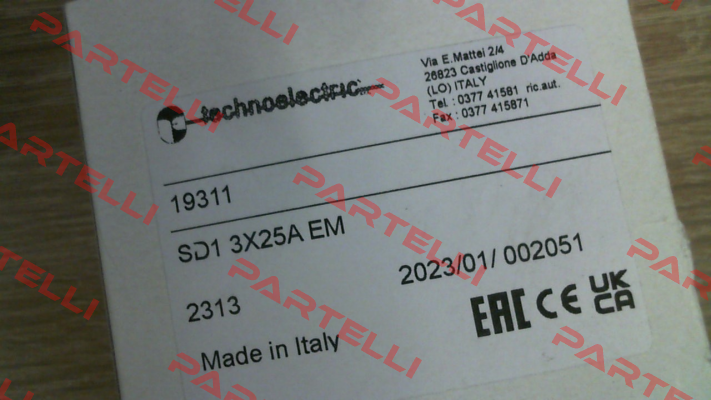 technoelectric
Via E.Mattei 2/4
26823 Castiglione D'Adda
(LO) ITALY
Tel : 0377 41581 ric.aut.
Fax : 0377 415871
19311
SD1 3X25A EM
2313
2023/01/ 002051
Made in Italy
EAC CE UK
CA
PARTELLI
PARTELLI
PARTELLI
PARTELLI
PARTELLI
PARTELLI
PARTELLI
PARTELLI
PARTELLI